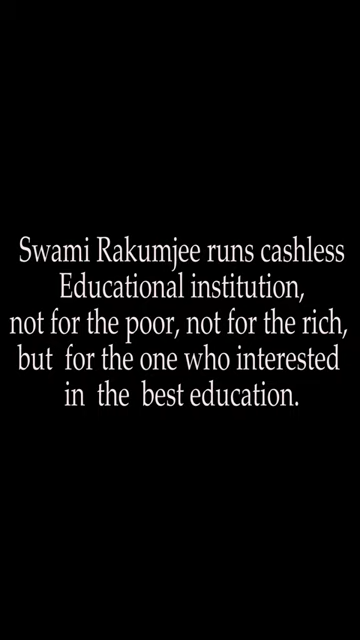 Swami Rakumjee runs cashless
Educational institution,
not for the poor, not for the rich,
but for the one who interested
in the best education.